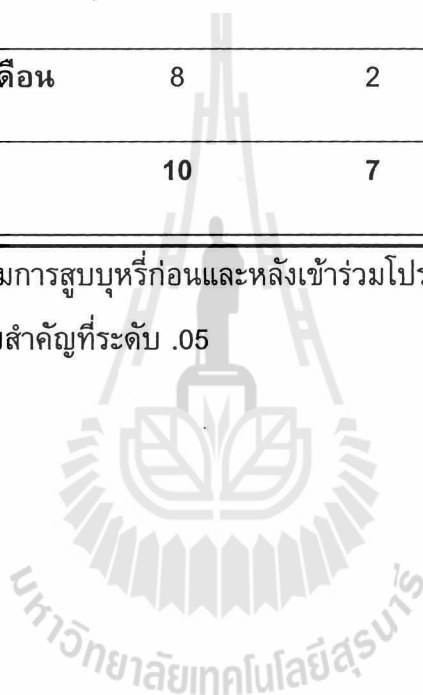 ดือน 8 2
10 7
มการสูบบุหรี่ก่อนและหลังเข้าร่วมโปร
สำคัญที่ระดับ .05
มหาวิทยาลัยเทคโนโลยีสุรนารี